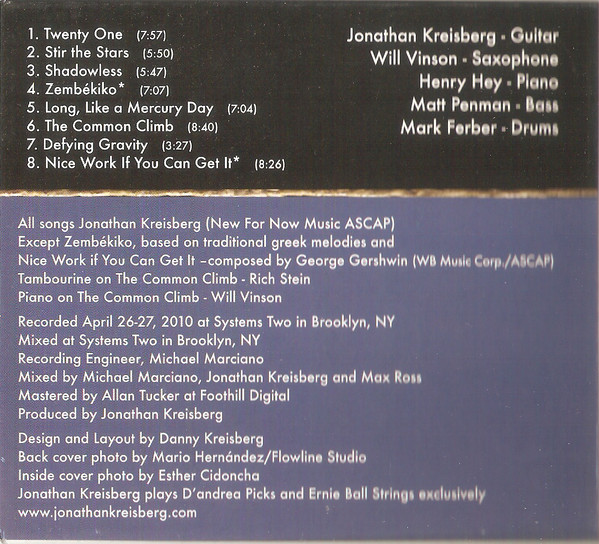 1. Twenty One (7:57)
2. Stir the Stars (5:50)
3. Shadowless (5:47)
4. Zembékiko* (7:07)
5. Long, Like a Mercury Day (7:04)
6. The Common Climb (8:40)
7. Defying Gravity (3:27)
8. Nice Work If You Can Get It* (8:26)
Jonathan Kreisberg - Guitar
Will Vinson - Saxophone
Henry Hey - Piano
Matt Penman - Bass
Mark Ferber - Drums
All songs Jonathan Kreisberg (New For Now Music ASCAP)
Except Zembékiko, based on traditional greek melodies and
Nice Work if You Can Get It –composed by George Gershwin (WB Music Corp./ASCAP)
Tambourine on The Common Climb - Rich Stein
Piano on The Common Climb - Will Vinson
Recorded April 26-27, 2010 at Systems Two in Brooklyn, NY
Mixed at Systems Two in Brooklyn, NY
Recording Engineer, Michael Marciano
Mixed by Michael Marciano, Jonathan Kreisberg and Max Ross
Mastered by Allan Tucker at Foothill Digital
Produced by Jonathan Kreisberg
Design and Layout by Danny Kreisberg
Back cover photo by Mario Hernández/Flowline Studio
Inside cover photo by Esther Cidoncha
Jonathan Kreisberg plays D'andrea Picks and Ernie Ball Strings exclusively
www.jonathankreisberg.com